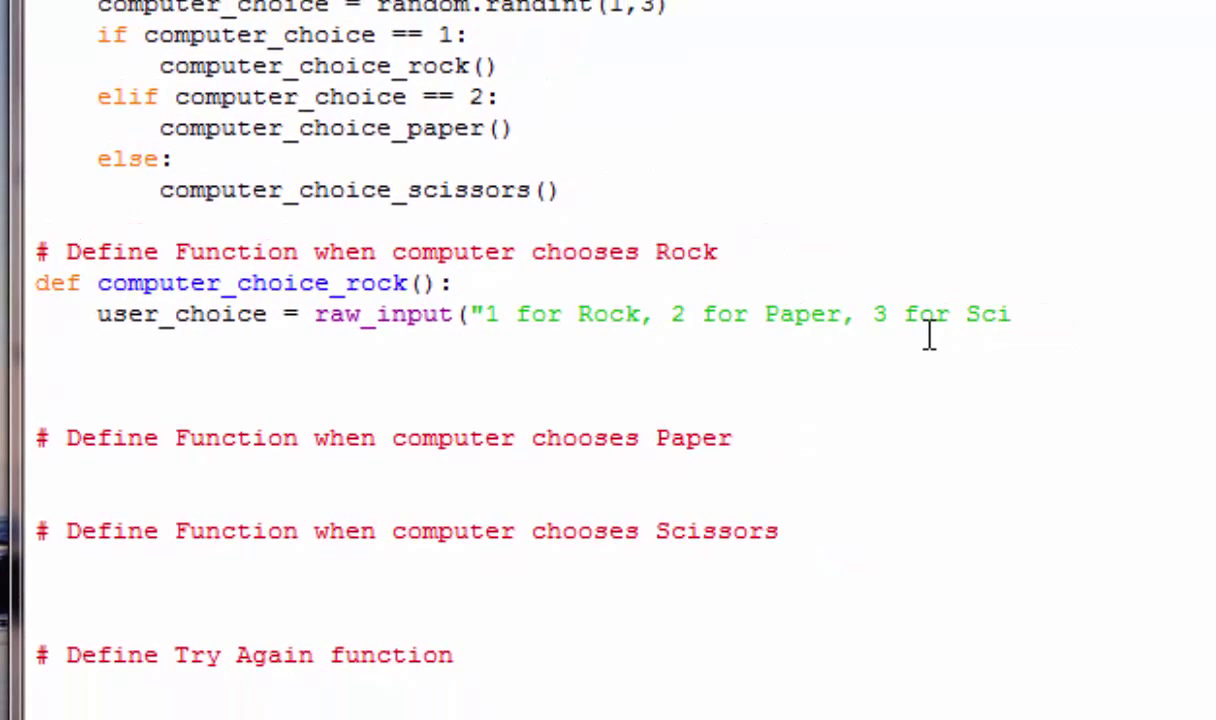 computer_choice = random.randint(1,3)
if computer_choice == 1:
computer_choice_rock()
elif computer_choice == 2:
computer_choice_paper()
else:
computer_choice_scissors()
# Define Function when computer chooses Rock
def computer_choice_rock():
user_choice = raw_input("1 for Rock, 2 for Paper, 3 for Sci
# Define Function when computer chooses Paper
# Define Function when computer chooses Scissors
# Define Try Again function